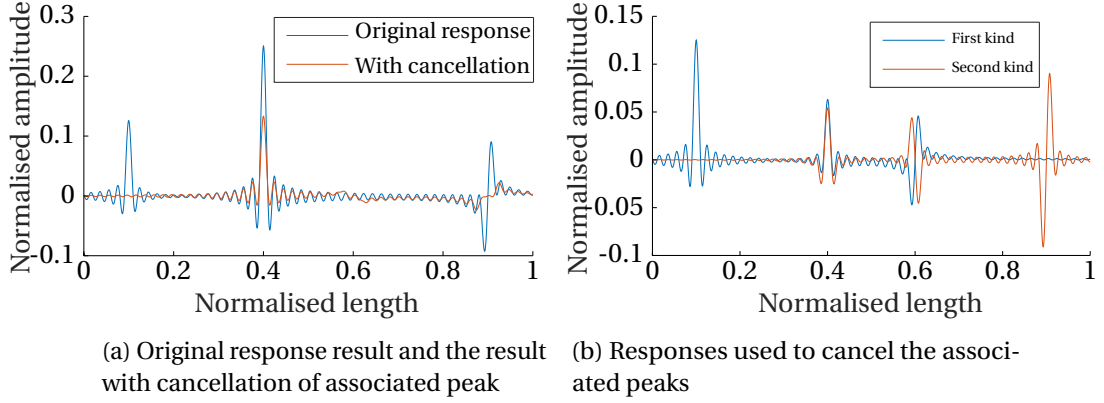 0.3
0.2
0.1
0
-0.1
Normalised amplitude
Original response
With cancellation
0 0.2 0.4 0.6 0.8 1
Normalised length
(a) Original response result and the result
with cancellation of associated peak
0.15
0.10
0.05
0
0.05
-0.1
Normalised amplitude
First kind
Second kind
0 0.2 0.4 0.6 0.8 1
Normalised length
(b) Responses used to cancel the associ-
ated peaks